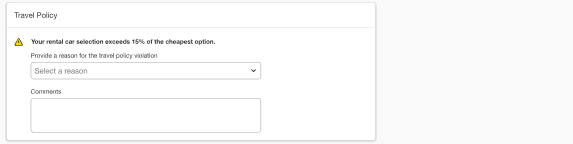 Travel Policy
Your rental car selection exceeds 15% of the cheapest option.
Provide a reason for the travel policy violation
Select a reason
Comments